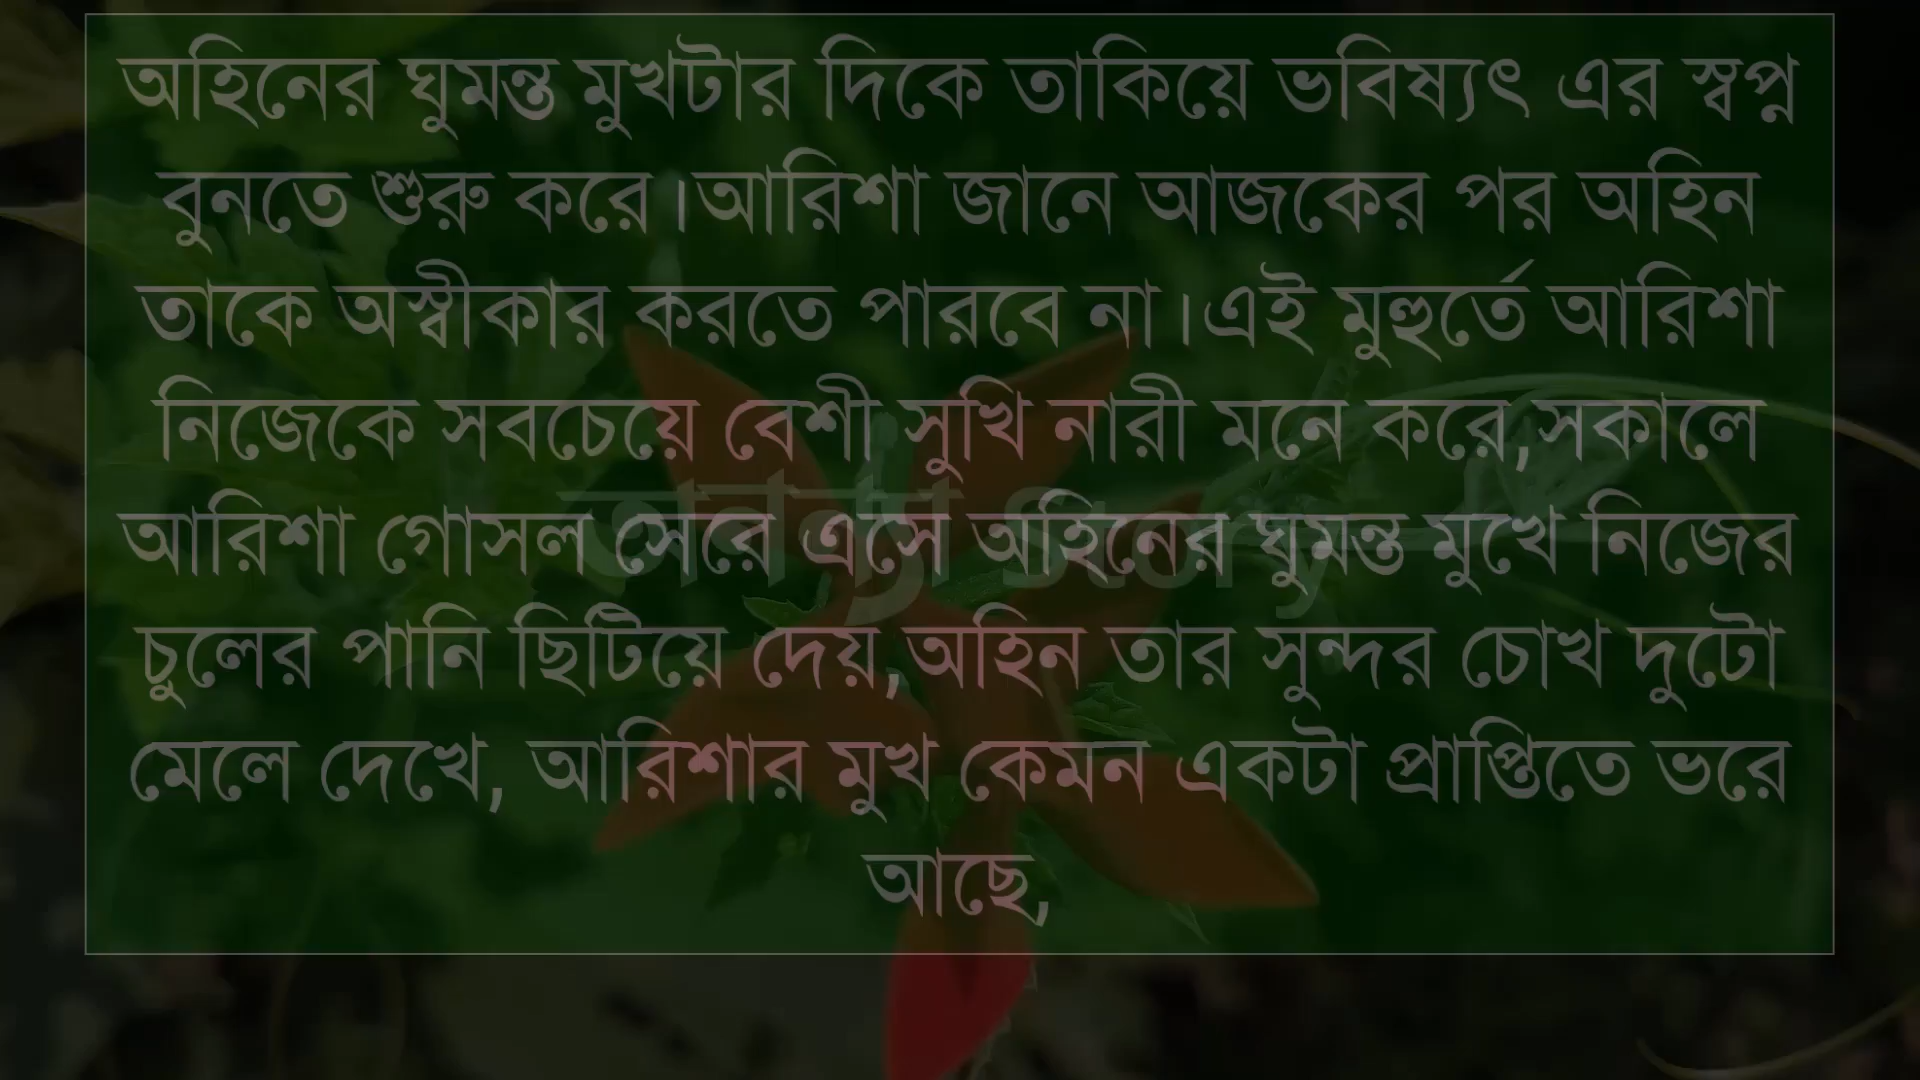 অহিনের ঘুমন্ত মুখটার দিকে তাকিয়ে ভবিষ্যৎ এর স্বপ্ন
বুনতে শুরু করে।আরিশা জানে আজকের পর অহিন
তাকে অস্বীকার করতে পারবে না।এই মুহুর্তে আরিশা
নিজেকে সবচেয়ে বেশী সুখি নারী মনে করে,সকালে
আরিশা গোসল সেরে এসে অহিনের ঘুমন্ত মুখে নিজের
চুলের পানি ছিটিয়ে দেয়,অহিন তার সুন্দর চোখ দুটো
মেলে দেখে, আরিশার মুখ কেমন একটা প্রাপ্তিতে ভরে
আছে,
Story